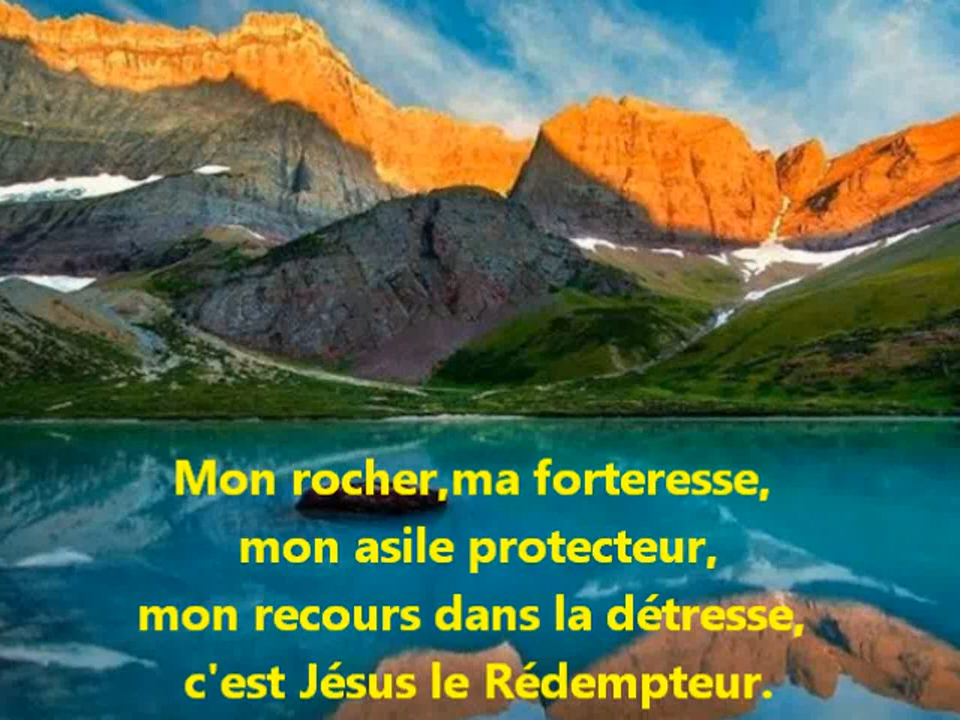 Mon rocher,ma forteresse,
mon asile protecteur,
mon recours dans la détresse,
c'est Jésus le Rédempteur.